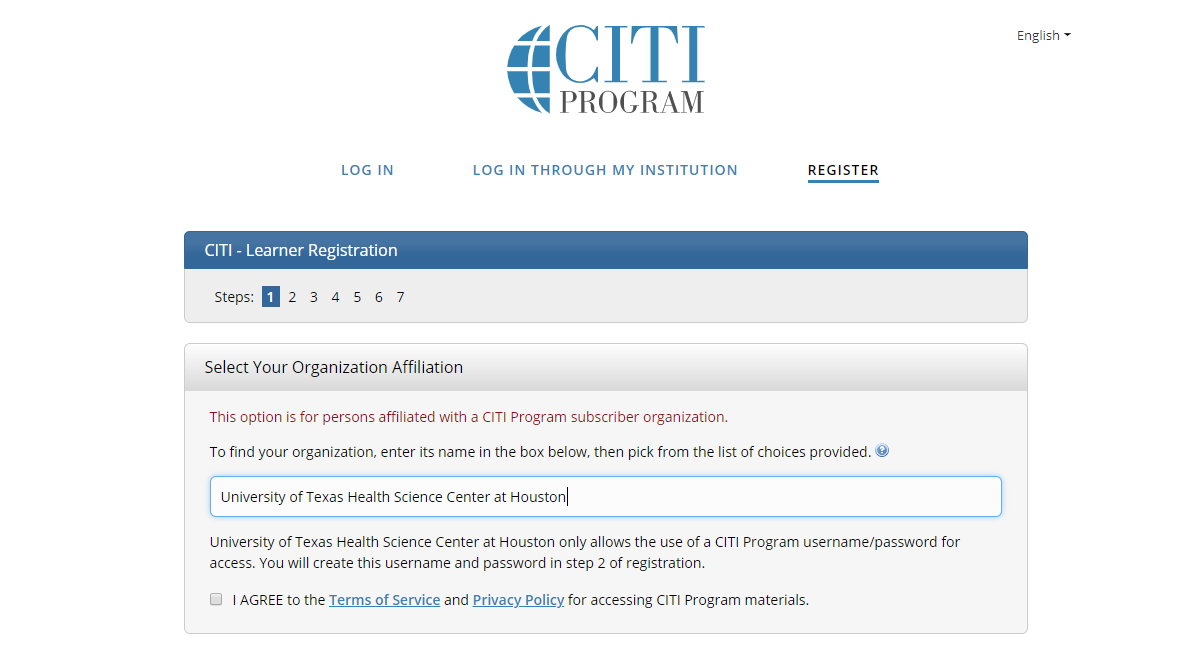 CITI
PROGRAM
English
LOG IN
LOG IN THROUGH MY INSTITUTION
REGISTER
CITI - Learner Registration
Steps: 1 2 3 4 5 6 7
Select Your Organization Affiliation
This option is for persons affiliated with a CITI Program subscriber organization.
To find your organization, enter its name in the box below, then pick from the list of choices provided. ?
University of Texas Health Science Center at Houston
University of Texas Health Science Center at Houston only allows the use of a CITI Program username/password for
access. You will create this username and password in step 2 of registration.
I AGREE to the Terms of Service and Privacy Policy for accessing CITI Program materials.